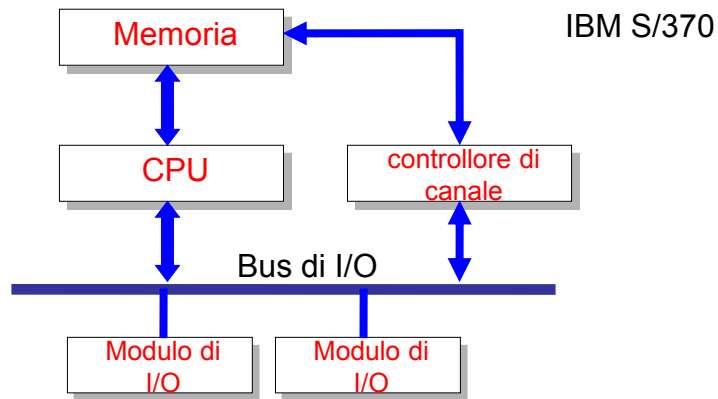 Memoria
IBM S/370
CPU
controllore di
canale
Bus di I/O
Modulo di
I/O
Modulo di
I/O